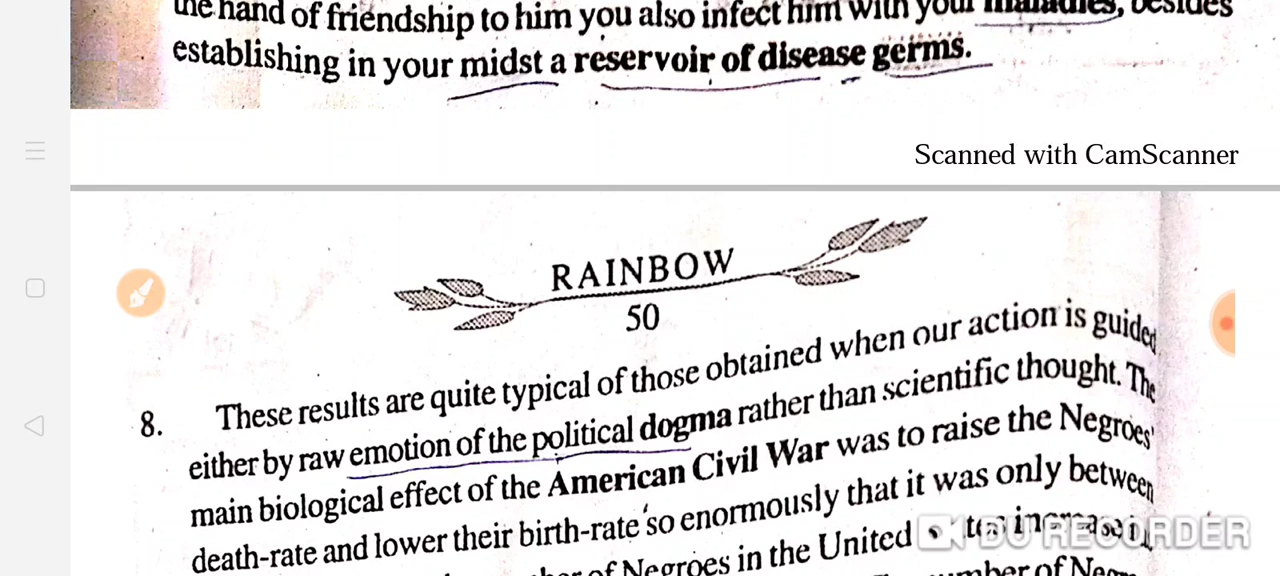 the hand of friendship to him you also infect him with your maladies, besides
establishing in your midst a reservoir of disease germs.
Scanned with CamScanner
RAINBOW
50
8. These results are quite typical of those obtained when our action is guided
either by raw emotion of the political dogma rather than scientific thought. The
main biological effect of the American Civil War was to raise the Negroes'
death-rate and lower their birth-rate so enormously that it was only between
of Negroes in the United
DU RECORDER
number of